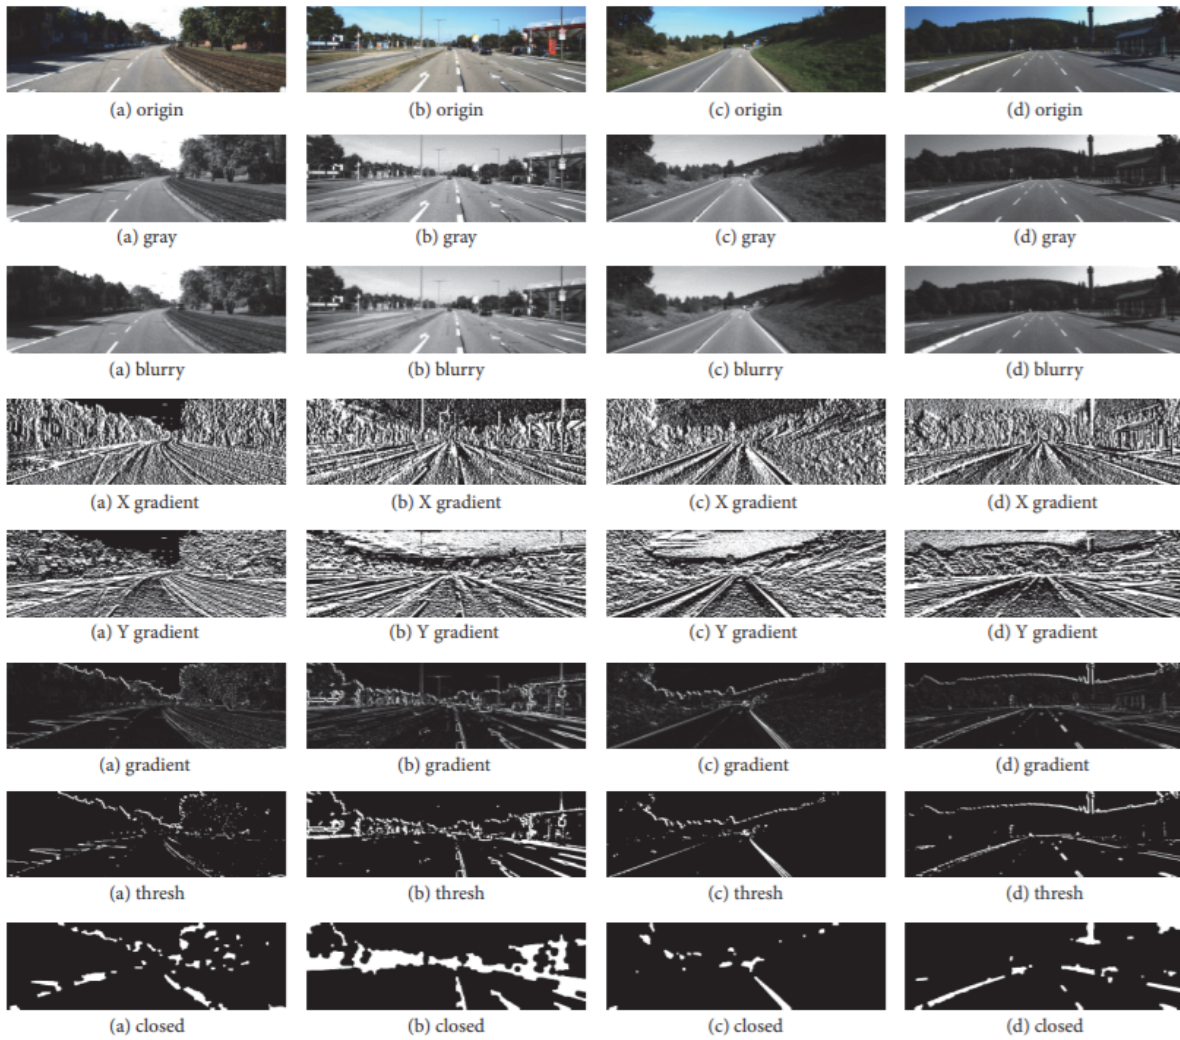 (a) origin (b) origin (c) origin (d) origin
(a) gray (b) gray (c) gray (d) gray
(a) blurry (b) blurry (c) blurry (d) blurry
(a) X gradient (b) X gradient (c) X gradient (d) X gradient
(a) Y gradient (b) Y gradient (c) Y gradient (d) Y gradient
(a) gradient (b) gradient (c) gradient (d) gradient
(a) thresh (b) thresh (c) thresh (d) thresh
(a) closed (b) closed (c) closed (d) closed